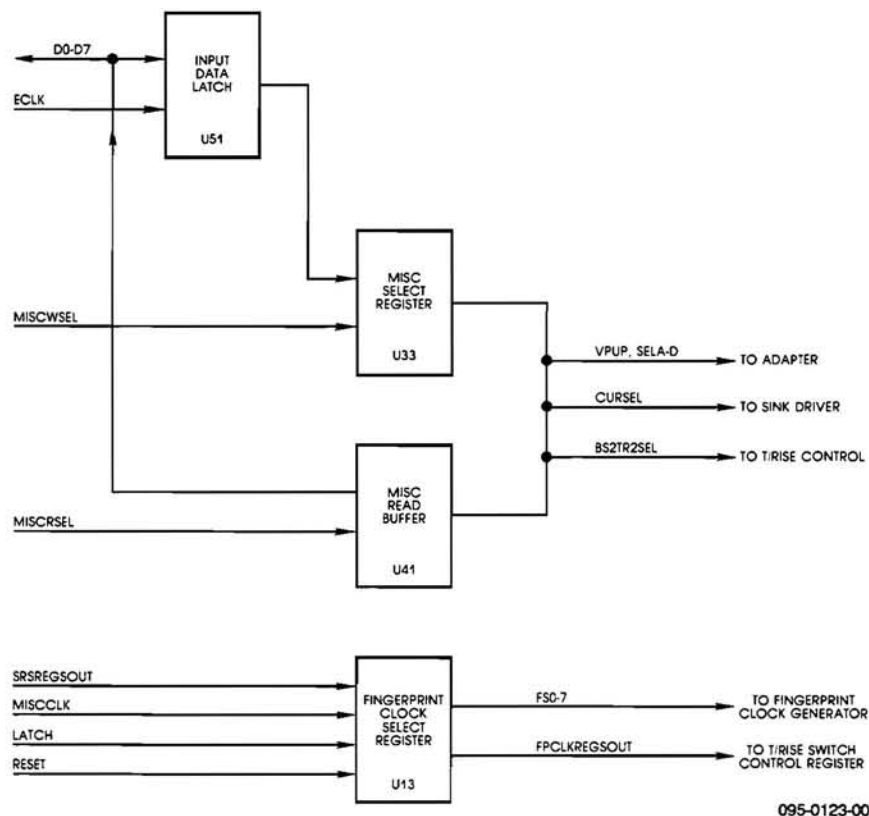 D0-D7
INPUT
DATA
LATCH
ECLK
U51
MISC
SELECT
REGISTER
MISCWSEL
U33
VPUP, SELA-D
TO ADAPTER
CURSEL
TO SINK DRIVER
BS2TR2SEL
TO T/RISE CONTROL
MISC
READ
BUFFER
MISCRSEL
U41
SRSREGSOUT
FINGERPRINT
CLOCK
SELECT
REGISTER
MISCCLK
LATCH
RESET
U13
FS0-7
TO FINGERPRINT
CLOCK GENERATOR
FPCLKREGSOUT
TO T/RISE SWITCH
CONTROL REGISTER
095-0123-00